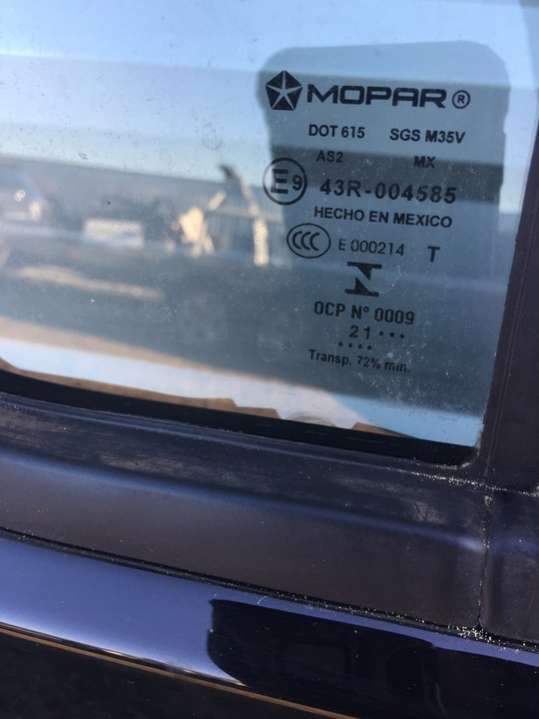 MOPAR®
DOT 615 SGS M35V
AS2 MX
E9 43R-004585
HECHO EN MEXICO
CCC E 000214 T
N
OCP N° 0009
21...
....
Transp. 72% min.